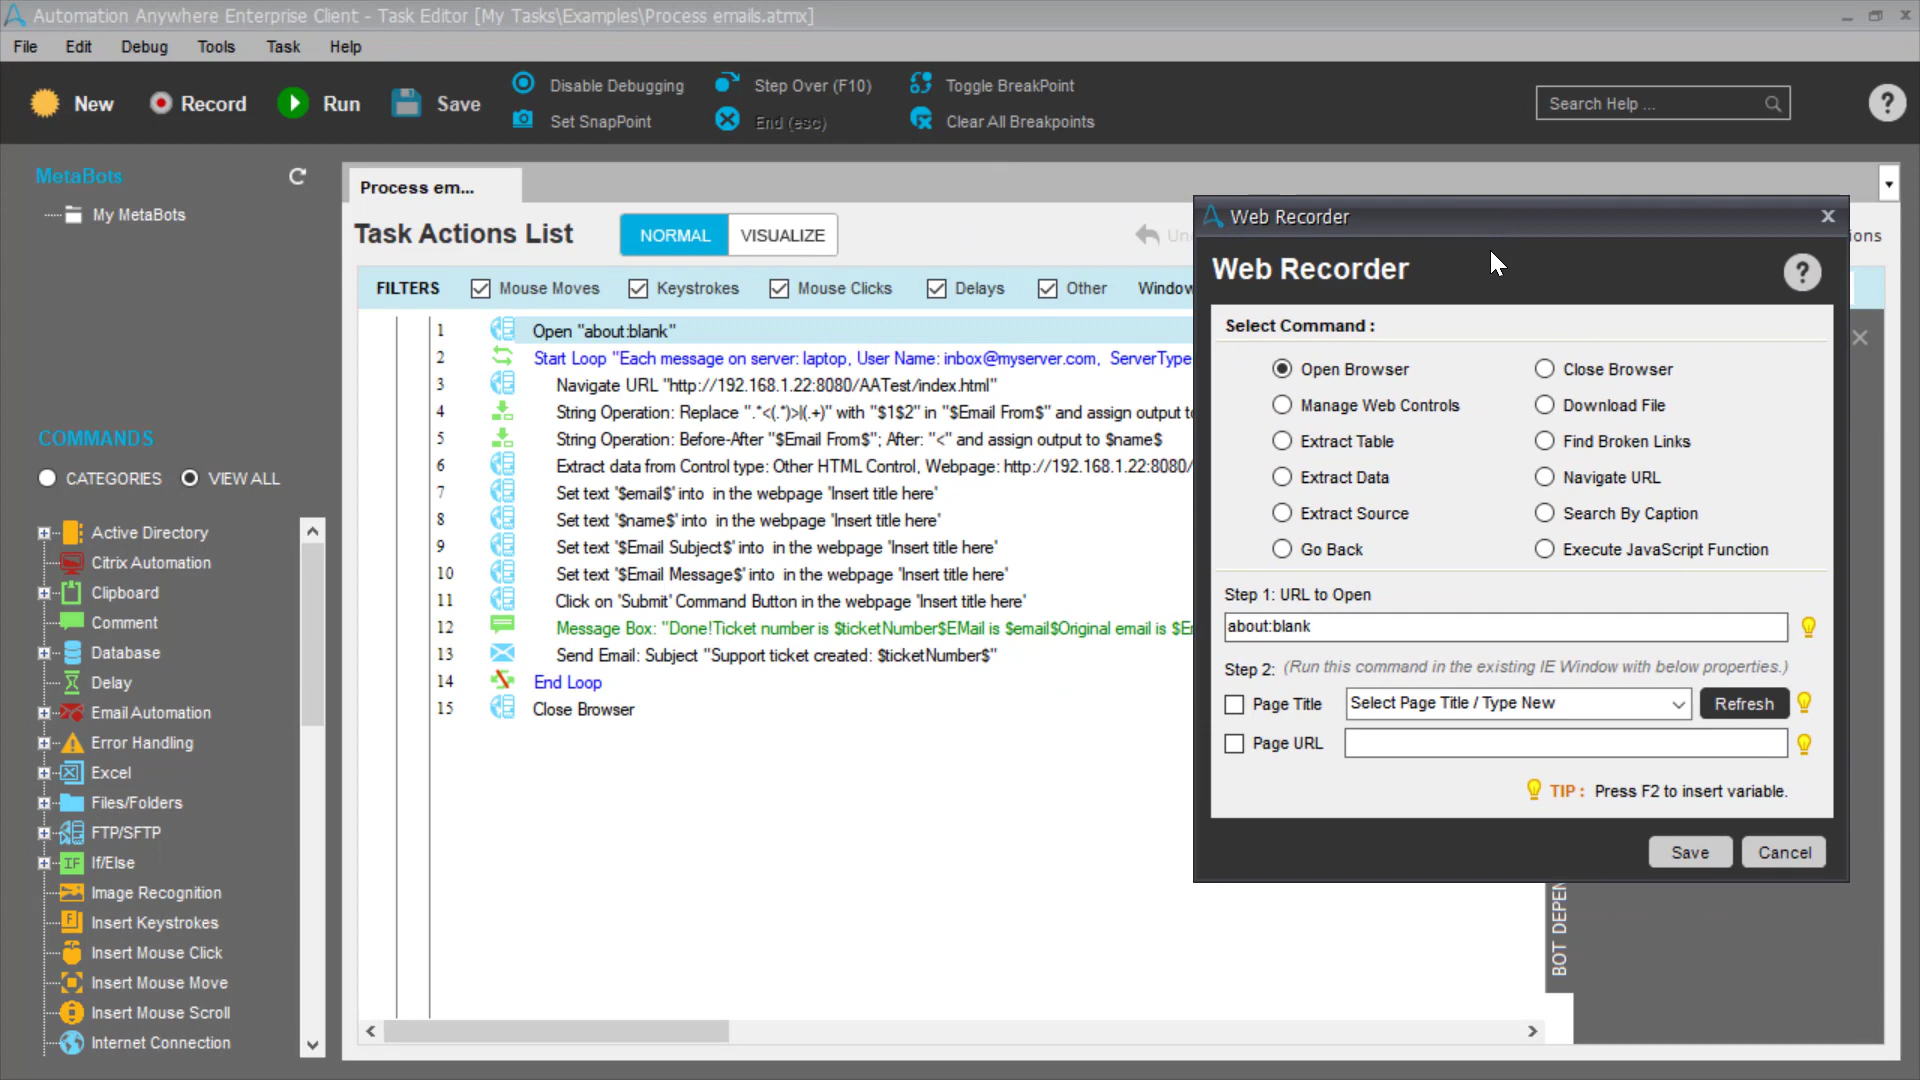 Automation Anywhere Enterprise Client - Task Editor [My Tasks\Examples\Process emails.atmx]
File Edit Debug Tools Task Help
New Record Run Save
Disable Debugging Step Over (F10) Toggle BreakPoint
Set SnapPoint End (esc) Clear All Breakpoints
Search Help ...
?
MetaBots
My MetaBots
COMMANDS
CATEGORIES VIEW ALL
Active Directory
Citrix Automation
Clipboard
Comment
Database
Delay
Email Automation
Error Handling
Excel
Files/Folders
FTP/SFTP
IF If/Else
Image Recognition
Insert Keystrokes
Insert Mouse Click
Insert Mouse Move
Insert Mouse Scroll
Internet Connection
Process em...
Task Actions List NORMAL VISUALIZE
FILTERS Mouse Moves Keystrokes Mouse Clicks Delays Other Window
1 Open "about:blank"
2 Start Loop "Each message on server: laptop, User Name: inbox@myserver.com, ServerType
3 Navigate URL "http://192.168.1.22:8080/AATest/index.html"
4 String Operation: Replace ".*<(.*)>|(.+)" with "$1$2" in "$Email From$" and assign output to
5 String Operation: Before-After "$Email From$"; After: "<" and assign output to $name$
6 Extract data from Control type: Other HTML Control, Webpage: http://192.168.1.22:8080/
7 Set text '$email$' into in the webpage 'Insert title here'
8 Set text '$name$' into in the webpage 'Insert title here'
9 Set text '$Email Subject$' into in the webpage 'Insert title here'
10 Set text '$Email Message$' into in the webpage 'Insert title here'
11 Click on 'Submit' Command Button in the webpage 'Insert title here'
12 Message Box: "Done!Ticket number is $ticketNumber$EMail is $email$Original email is $E
13 Send Email: Subject "Support ticket created: $ticketNumber$"
14 End Loop
15 Close Browser
BOT DEPEN
Web Recorder
Web Recorder
?
Select Command :
Open Browser Close Browser
Manage Web Controls Download File
Extract Table Find Broken Links
Extract Data Navigate URL
Extract Source Search By Caption
Go Back Execute JavaScript Function
Step 1: URL to Open
about:blank
Step 2: (Run this command in the existing IE Window with below properties.)
Page Title Select Page Title / Type New Refresh
Page URL
TIP : Press F2 to insert variable.
Save Cancel